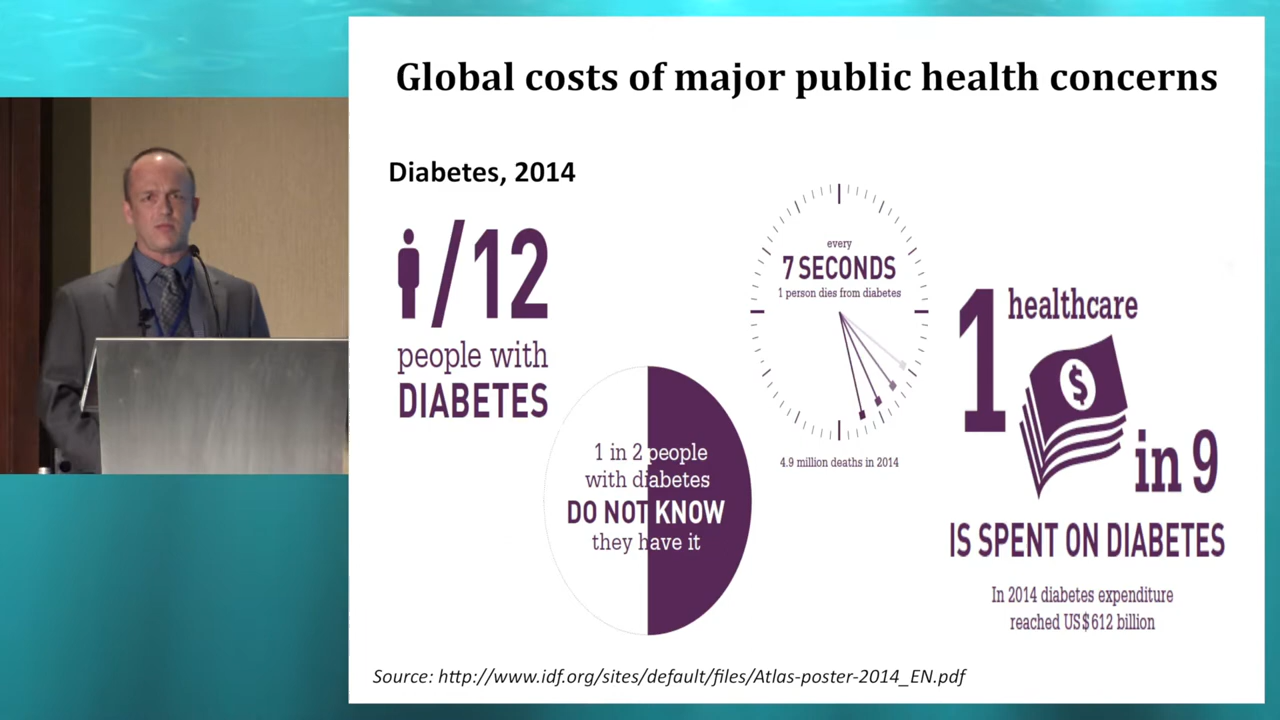 Global costs of major public health concerns
Diabetes, 2014
/12
people with
DIABETES
1 in 2 people
with diabetes
DO NOT KNOW
they have it
every
7 SECONDS
1 person dies from diabetes
4.9 million deaths in 2014
1 healthcare
$
in 9
IS SPENT ON DIABETES
In 2014 diabetes expenditure
reached US$612 billion
Source: http://www.idf.org/sites/default/files/Atlas-poster-2014_EN.pdf